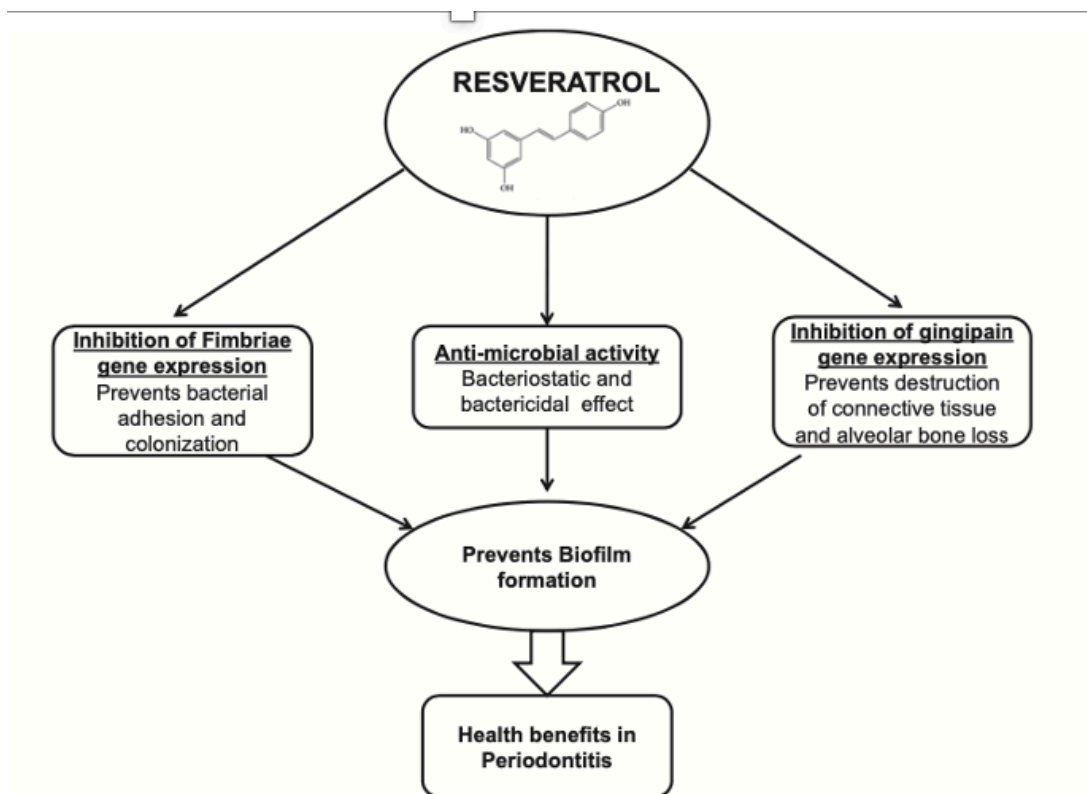 RESVERATROL
OH
HO
OH
Inhibition of Fimbriae
gene expression
Prevents bacterial
adhesion and
colonization
Anti-microbial activity
Bacteriostatic and
bactericidal effect
Inhibition of gingipain
gene expression
Prevents destruction
of connective tissue
and alveolar bone loss
Prevents Biofilm
formation
Health benefits in
Periodontitis